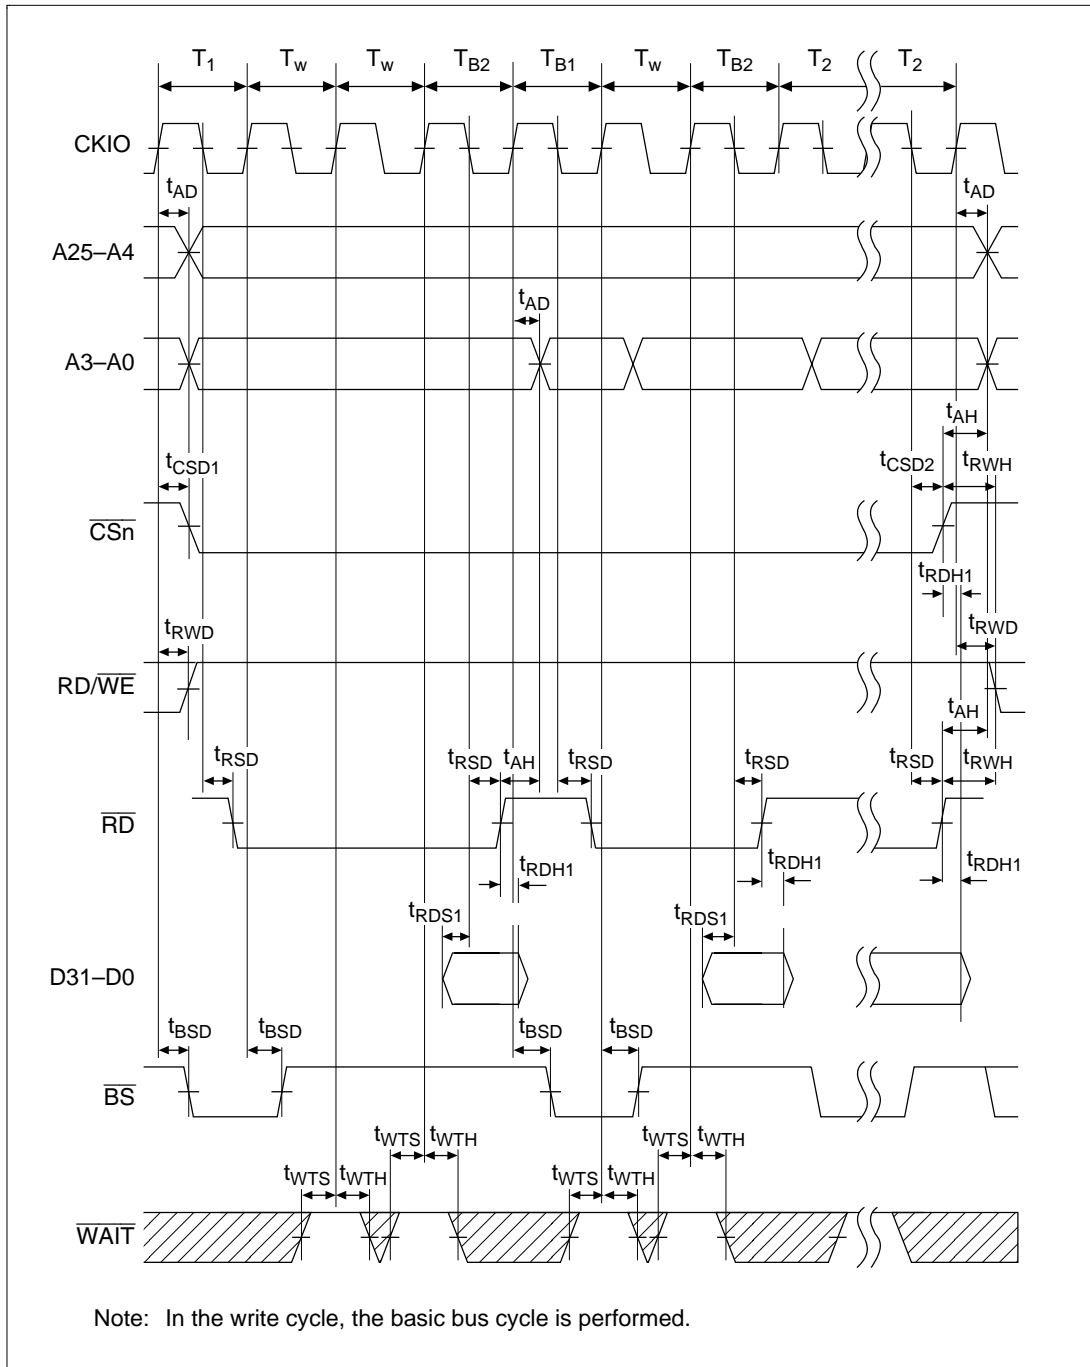 T1 Tw Tw TB2 TB1 Tw TB2 T2 T2
CKIO
tAD tAD
A25–A4
tAD
A3–A0
tAH
tCSD1 tCSD2 tRWH
CSn
tRDH1
tRWD tRWD
RD/WE
tAH
tRSD tRSD tAH tRSD tRSD tRSD tRWH
RD
tRDH1 tRDH1 tRDH1
tRDS1 tRDS1
D31–D0
tBSD tBSD tBSD tBSD
BS
tWTS tWTH tWTS tWTH
tWTS tWTH tWTS tWTH
WAIT
Note: In the write cycle, the basic bus cycle is performed.